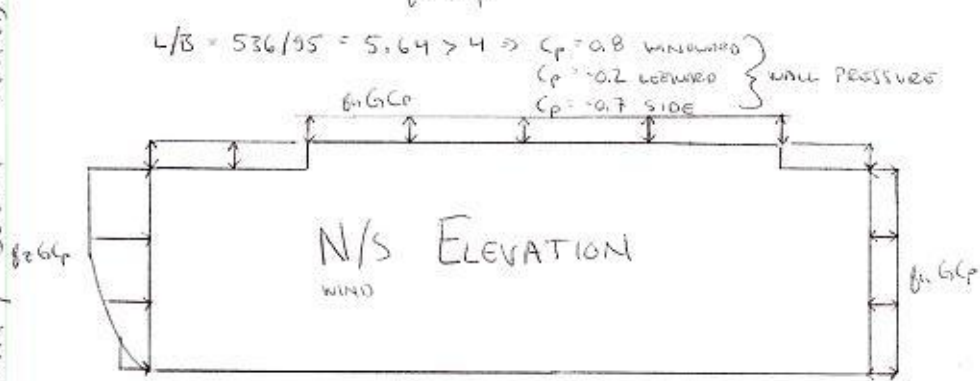 L/B = 536/95 = 5.64 > 4 ⇒ Cp = 0.8 WINDWARD
Cp = -0.2 LEEWARD } WALL PRESSURE
Cp = -0.7 SIDE
qhGCp
qzGCp
N/S ELEVATION
WIND
qhGCp